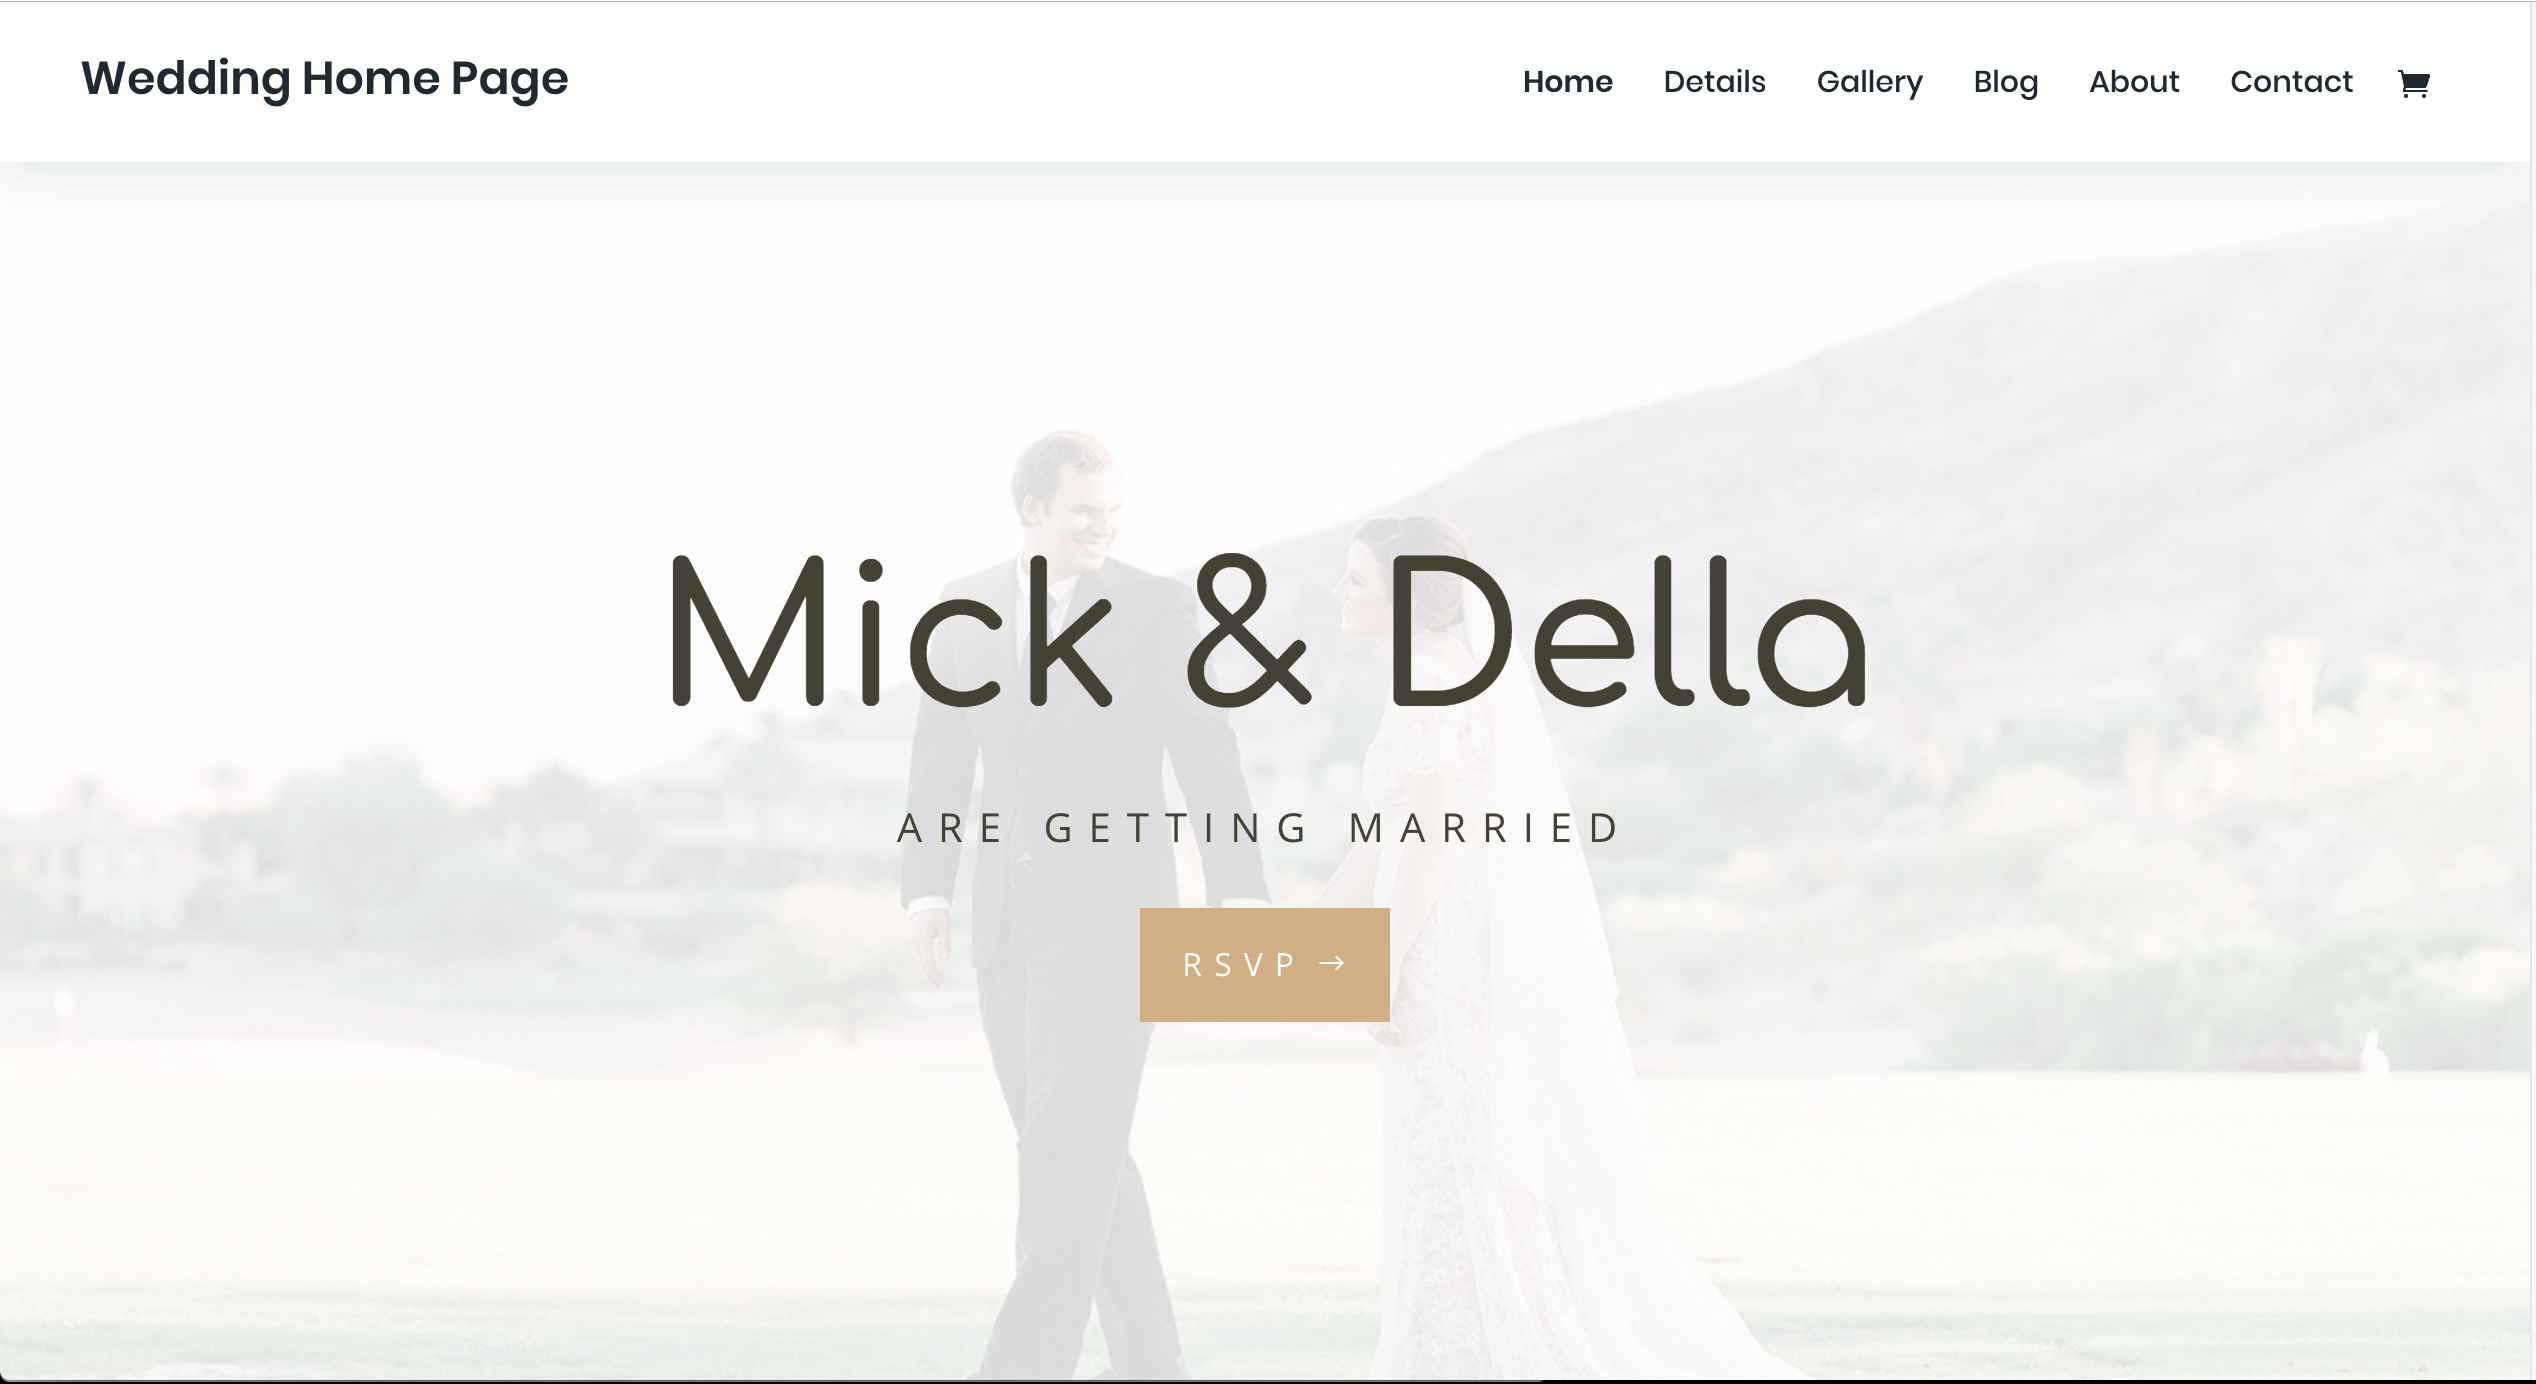 Wedding Home Page
Home Details Gallery Blog About Contact
Mick & Della
ARE GETTING MARRIED
RSVP →